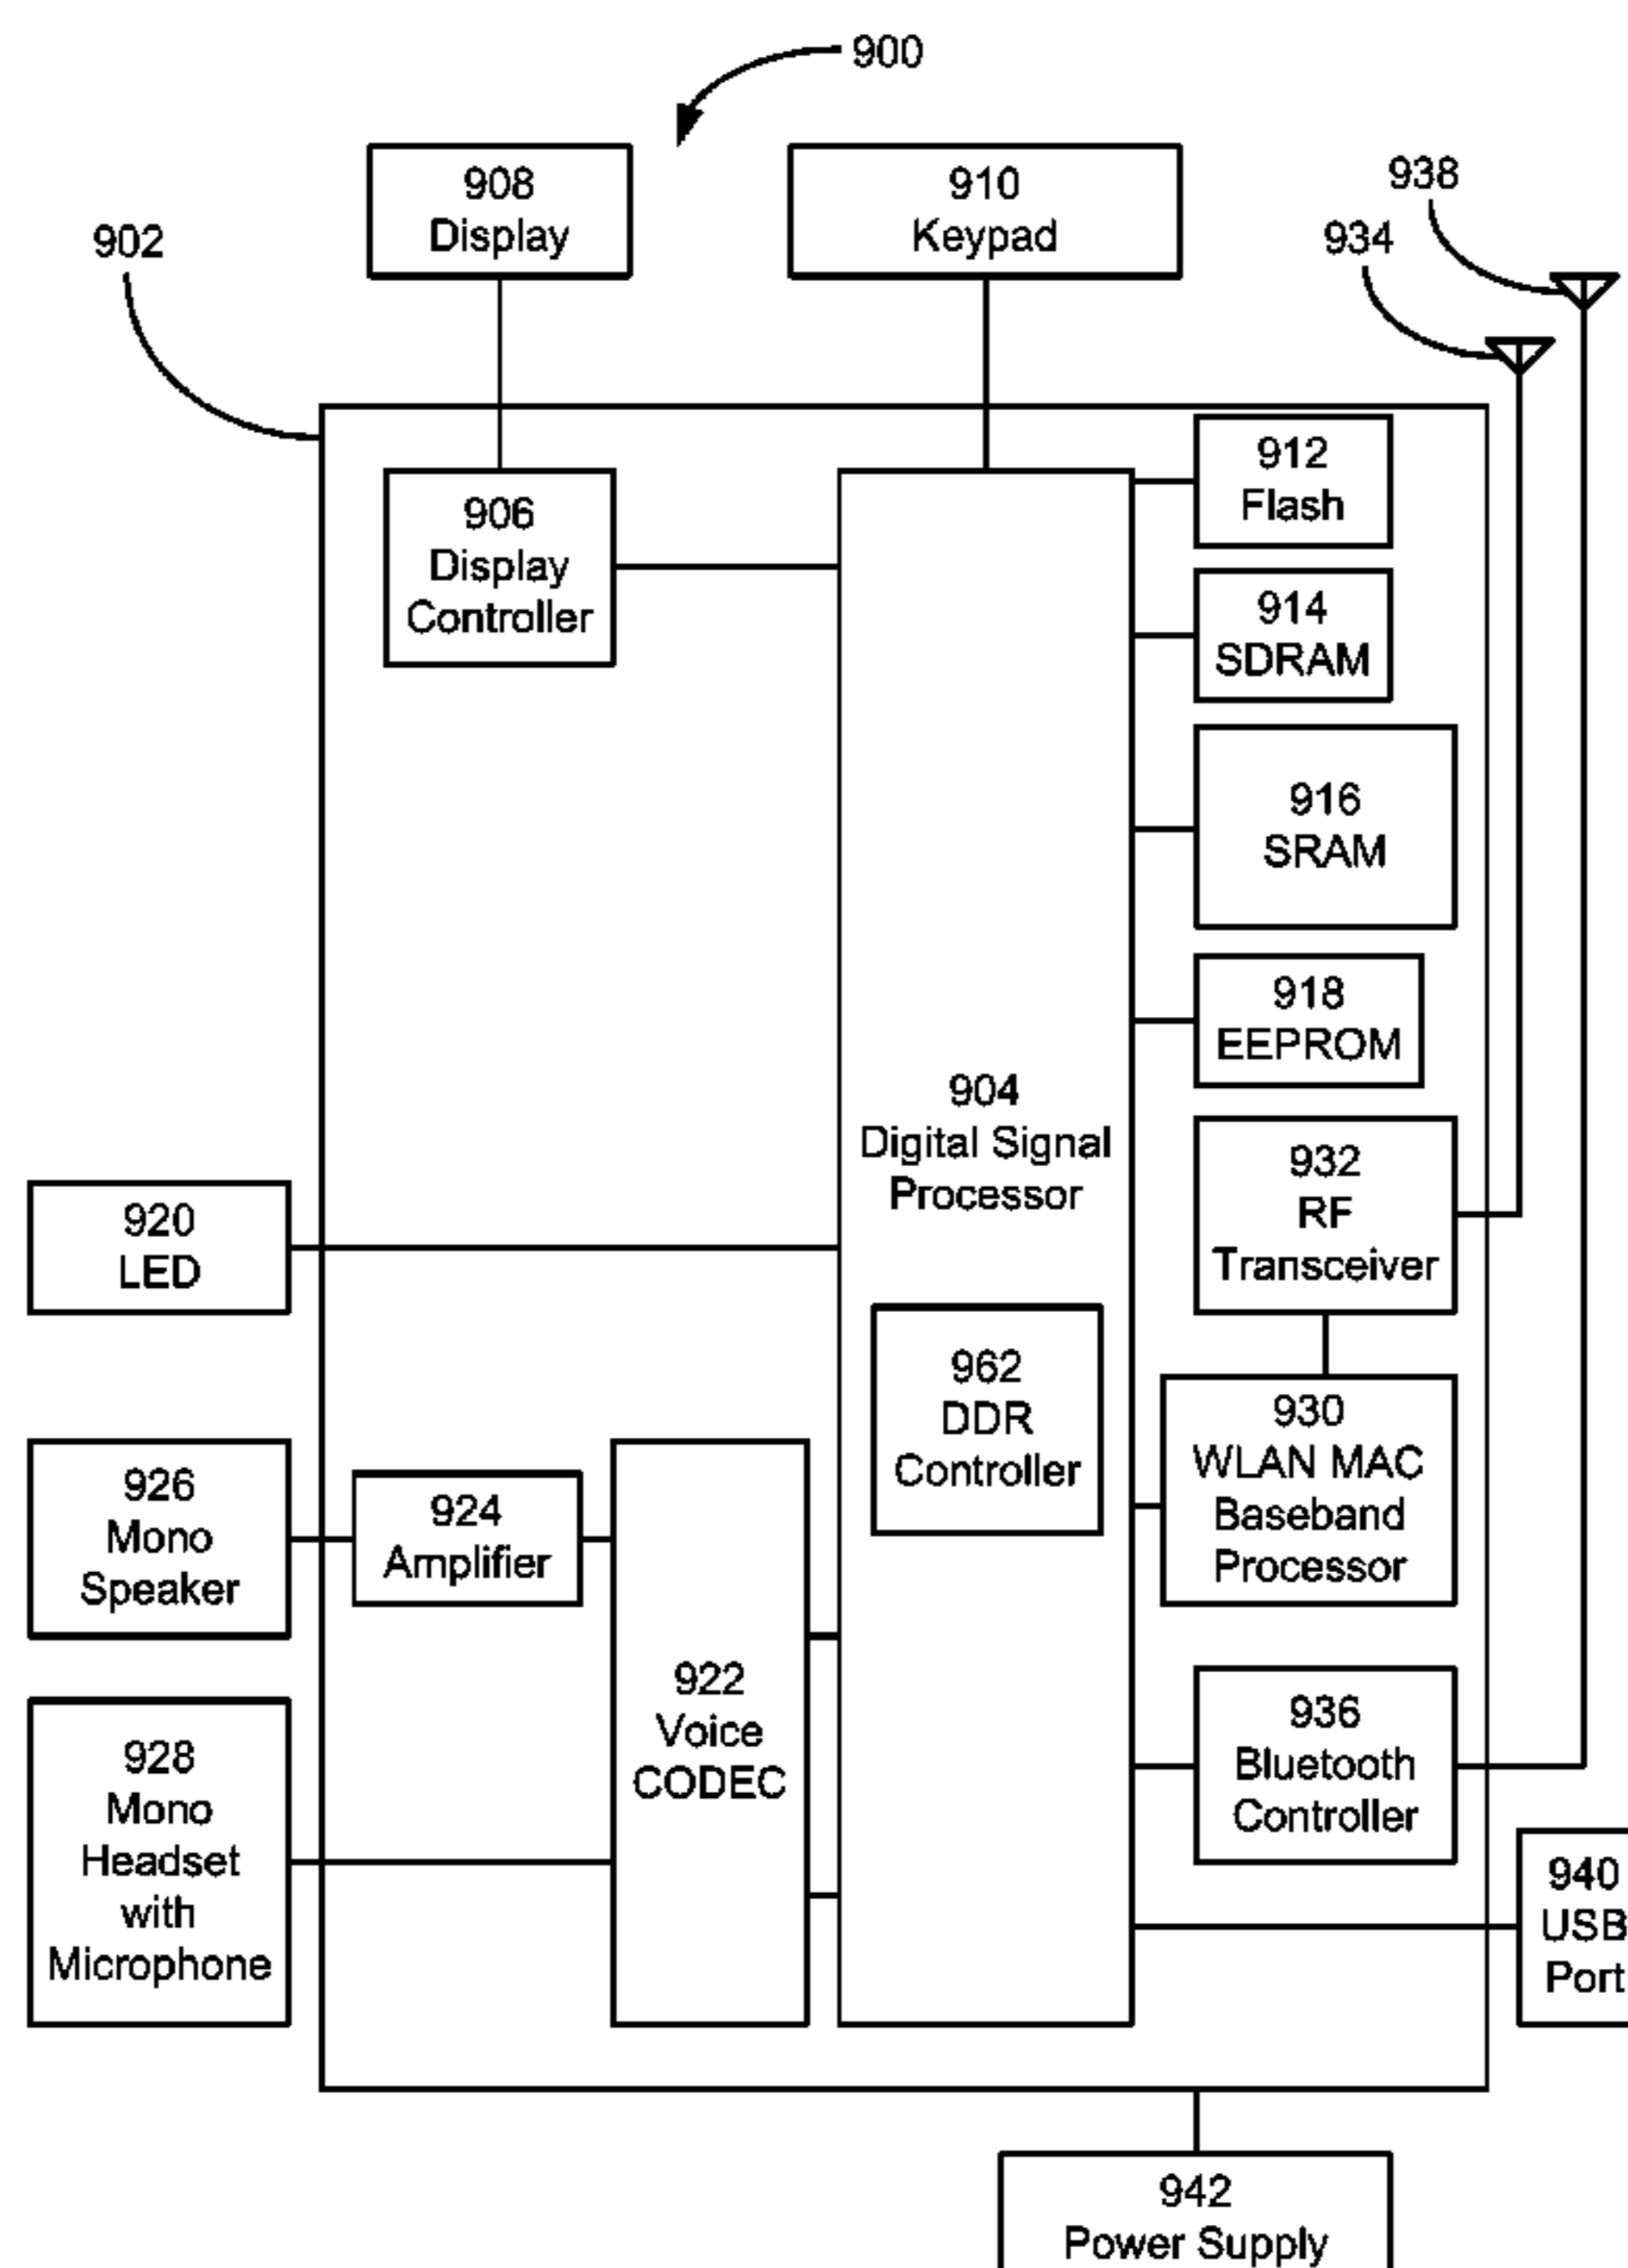 900
908
Display
910
Keypad
938
934
902
912
Flash
906
Display
Controller
914
SDRAM
916
SRAM
918
EEPROM
904
Digital Signal
Processor
932
RF
Transceiver
920
LED
962
DDR
Controller
930
WLAN MAC
Baseband
Processor
926
Mono
Speaker
924
Amplifier
922
Voice
CODEC
936
Bluetooth
Controller
928
Mono
Headset
with
Microphone
940
USB
Port
942
Power Supply